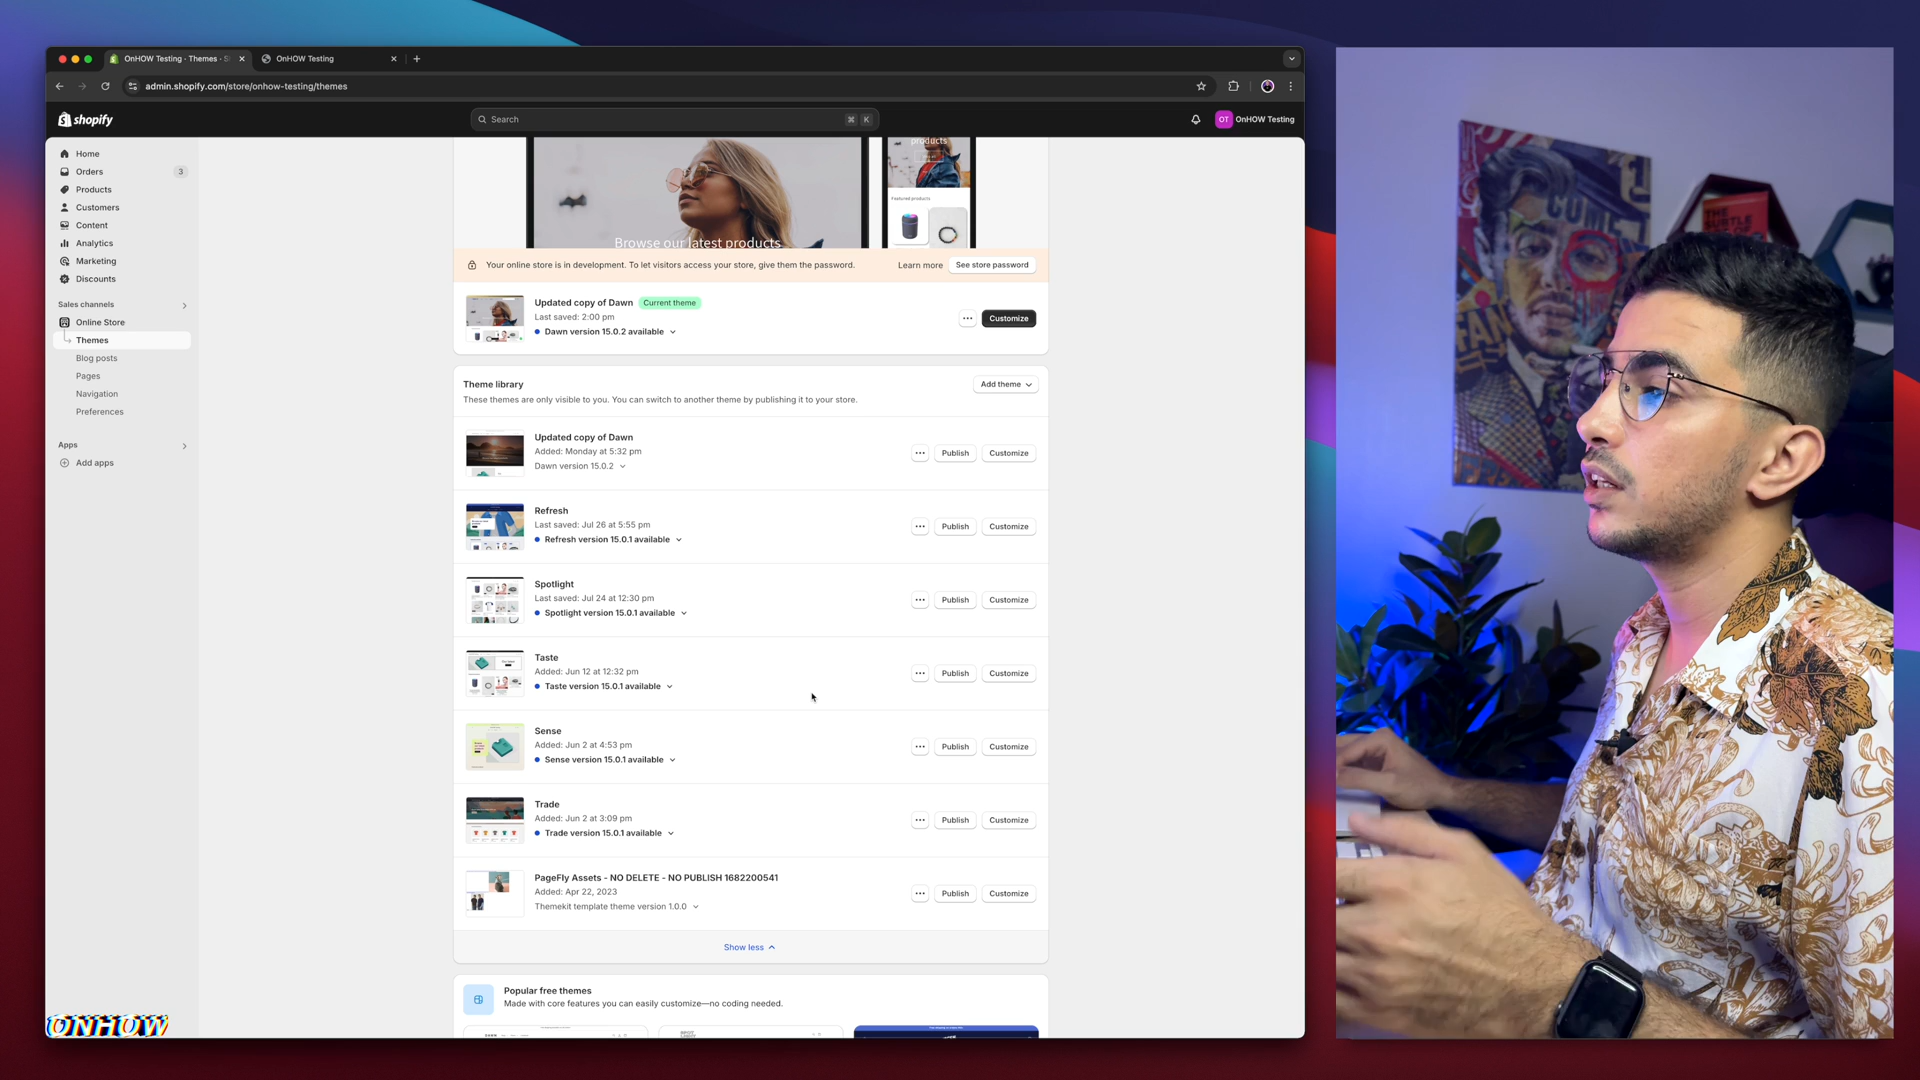 OnHOW Testing - Themes - S
OnHOW Testing
admin.shopify.com/store/onhow-testing/themes
shopify
Search
⌘ K
OT OnHOW Testing
Home
Orders 3
Products
Customers
Content
Analytics
Marketing
Discounts
Sales channels
Online Store
Themes
Blog posts
Pages
Navigation
Preferences
Apps
Add apps
products
Featured products
Browse our latest products
Your online store is in development. To let visitors access your store, give them the password. Learn more See store password
Updated copy of Dawn Current theme
Last saved: 2:00 pm
Dawn version 15.0.2 available
Customize
Theme library
Add theme
These themes are only visible to you. You can switch to another theme by publishing it to your store.
Updated copy of Dawn
Added: Monday at 5:32 pm
Dawn version 15.0.2
Publish Customize
Refresh
Last saved: Jul 26 at 5:55 pm
Refresh version 15.0.1 available
Publish Customize
Spotlight
Last saved: Jul 24 at 12:30 pm
Spotlight version 15.0.1 available
Publish Customize
Taste
Added: Jun 12 at 12:32 pm
Taste version 15.0.1 available
Publish Customize
Sense
Added: Jun 2 at 4:53 pm
Sense version 15.0.1 available
Publish Customize
Trade
Added: Jun 2 at 3:09 pm
Trade version 15.0.1 available
Publish Customize
PageFly Assets - NO DELETE - NO PUBLISH 1682200541
Added: Apr 22, 2023
Themekit template theme version 1.0.0
Publish Customize
Show less
Popular free themes
Made with core features you can easily customize—no coding needed.
ONHOW
THE
SUBTLE